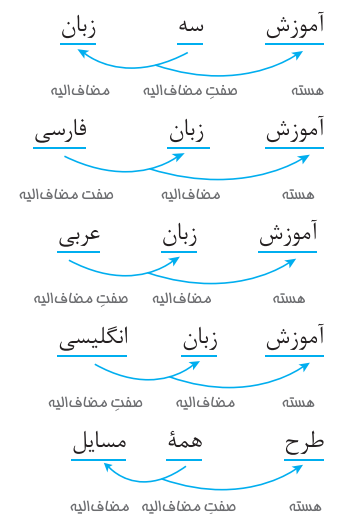 آموزش سه زبان
هسته صفتِ مضاف‌الیه مضاف‌الیه
آموزش زبان فارسی
هسته مضاف‌الیه صفت مضاف‌الیه
آموزش زبان عربی
هسته مضاف‌الیه صفتِ مضاف‌الیه
آموزش زبان انگلیسی
هسته مضاف‌الیه صفتِ مضاف‌الیه
طرح همهٔ مسایل
هسته صفتِ مضاف‌الیه مضاف‌الیه